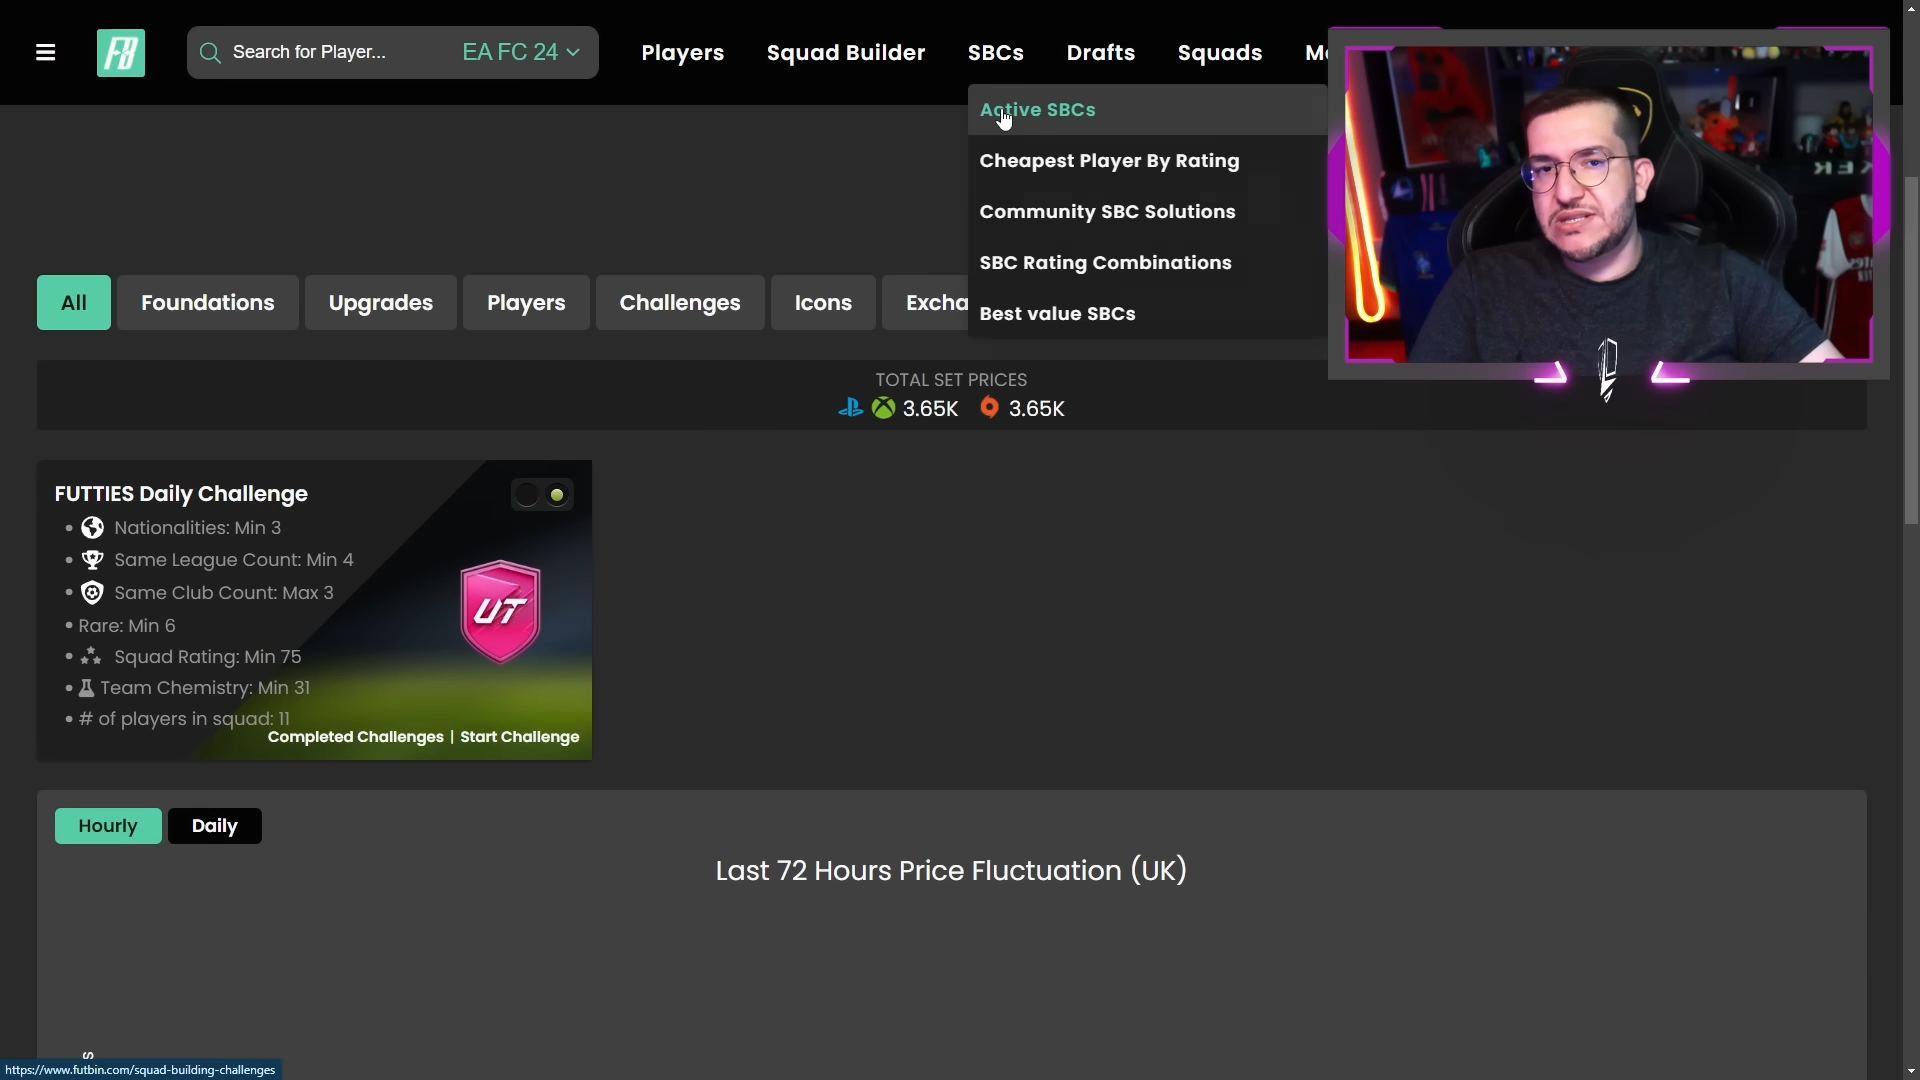 F8
Search for Player... EA FC 24
Players Squad Builder SBCs Drafts Squads
Active SBCs
Cheapest Player By Rating
Community SBC Solutions
SBC Rating Combinations
Best value SBCs
All Foundations Upgrades Players Challenges Icons Excha
TOTAL SET PRICES
3.65K 3.65K
FUTTIES Daily Challenge
Nationalities: Min 3
Same League Count: Min 4
Same Club Count: Max 3
Rare: Min 6
Squad Rating: Min 75
Team Chemistry: Min 31
# of players in squad: 11
UT
Completed Challenges | Start Challenge
Hourly Daily
Last 72 Hours Price Fluctuation (UK)
https://www.futbin.com/squad-building-challenges